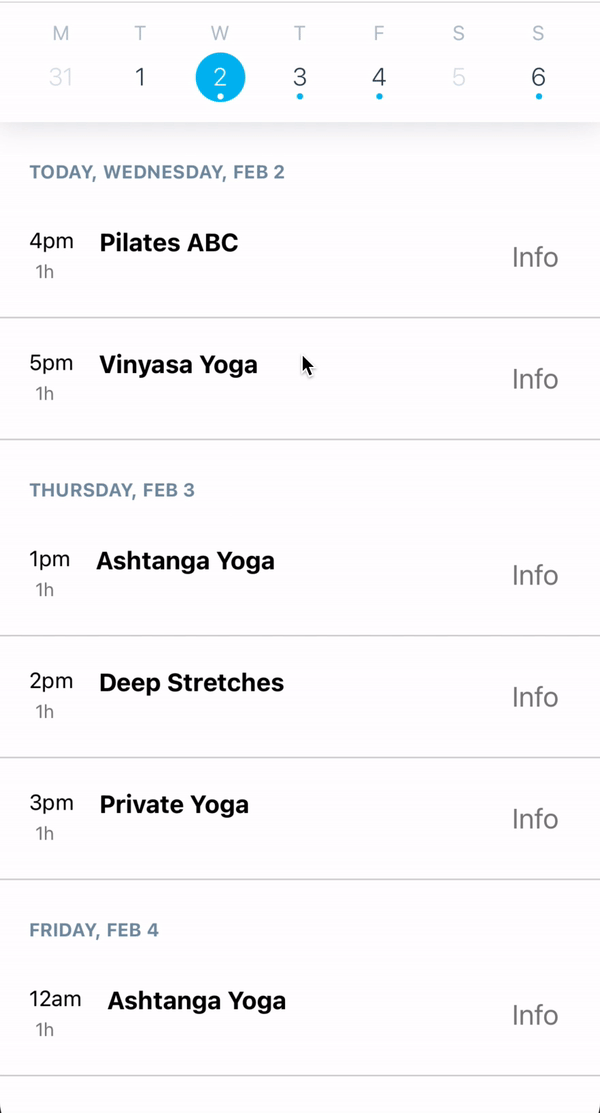 M T W T F S S
31 1 2 3 4 5 6
TODAY, WEDNESDAY, FEB 2
4pm Pilates ABC
1h Info
5pm Vinyasa Yoga
1h Info
THURSDAY, FEB 3
1pm Ashtanga Yoga
1h Info
2pm Deep Stretches
1h Info
3pm Private Yoga
1h Info
FRIDAY, FEB 4
12am Ashtanga Yoga
1h Info